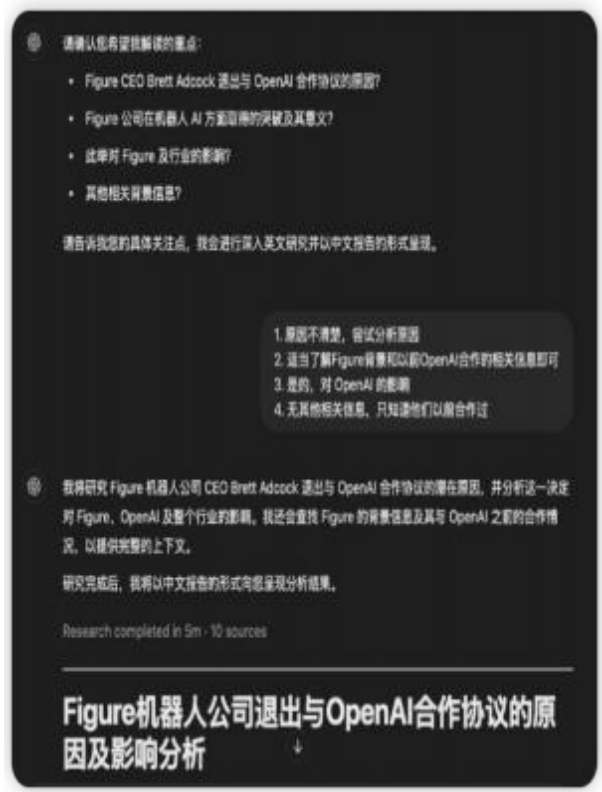 请确认您希望我解读的重点：
• Figure CEO Brett Adcock 退出与 OpenAI 合作协议的原因？
• Figure 公司在机器人 AI 方面取得的突破及其意义？
• 此举对 Figure 及行业的影响？
• 其他相关背景信息？
请告诉我您的具体关注点，我会进行深入英文研究并以中文报告的形式呈现。
1. 原因不清楚，尝试分析原因
2. 适当了解Figure背景和以前OpenAI合作的相关信息即可
3. 是的，对 OpenAI 的影响
4. 无其他相关信息，只知道他们以前合作过
我将研究 Figure 机器人公司 CEO Brett Adcock 退出与 OpenAI 合作协议的潜在原因，并分析这一决定
对 Figure、OpenAI 及整个行业的影响。我还会查找 Figure 的背景信息及其与 OpenAI 之前的合作情
况，以提供完整的上下文。
研究完成后，我将以中文报告的形式向您呈现分析结果。
Research completed in 5m · 10 sources
Figure机器人公司退出与OpenAI合作协议的原
因及影响分析